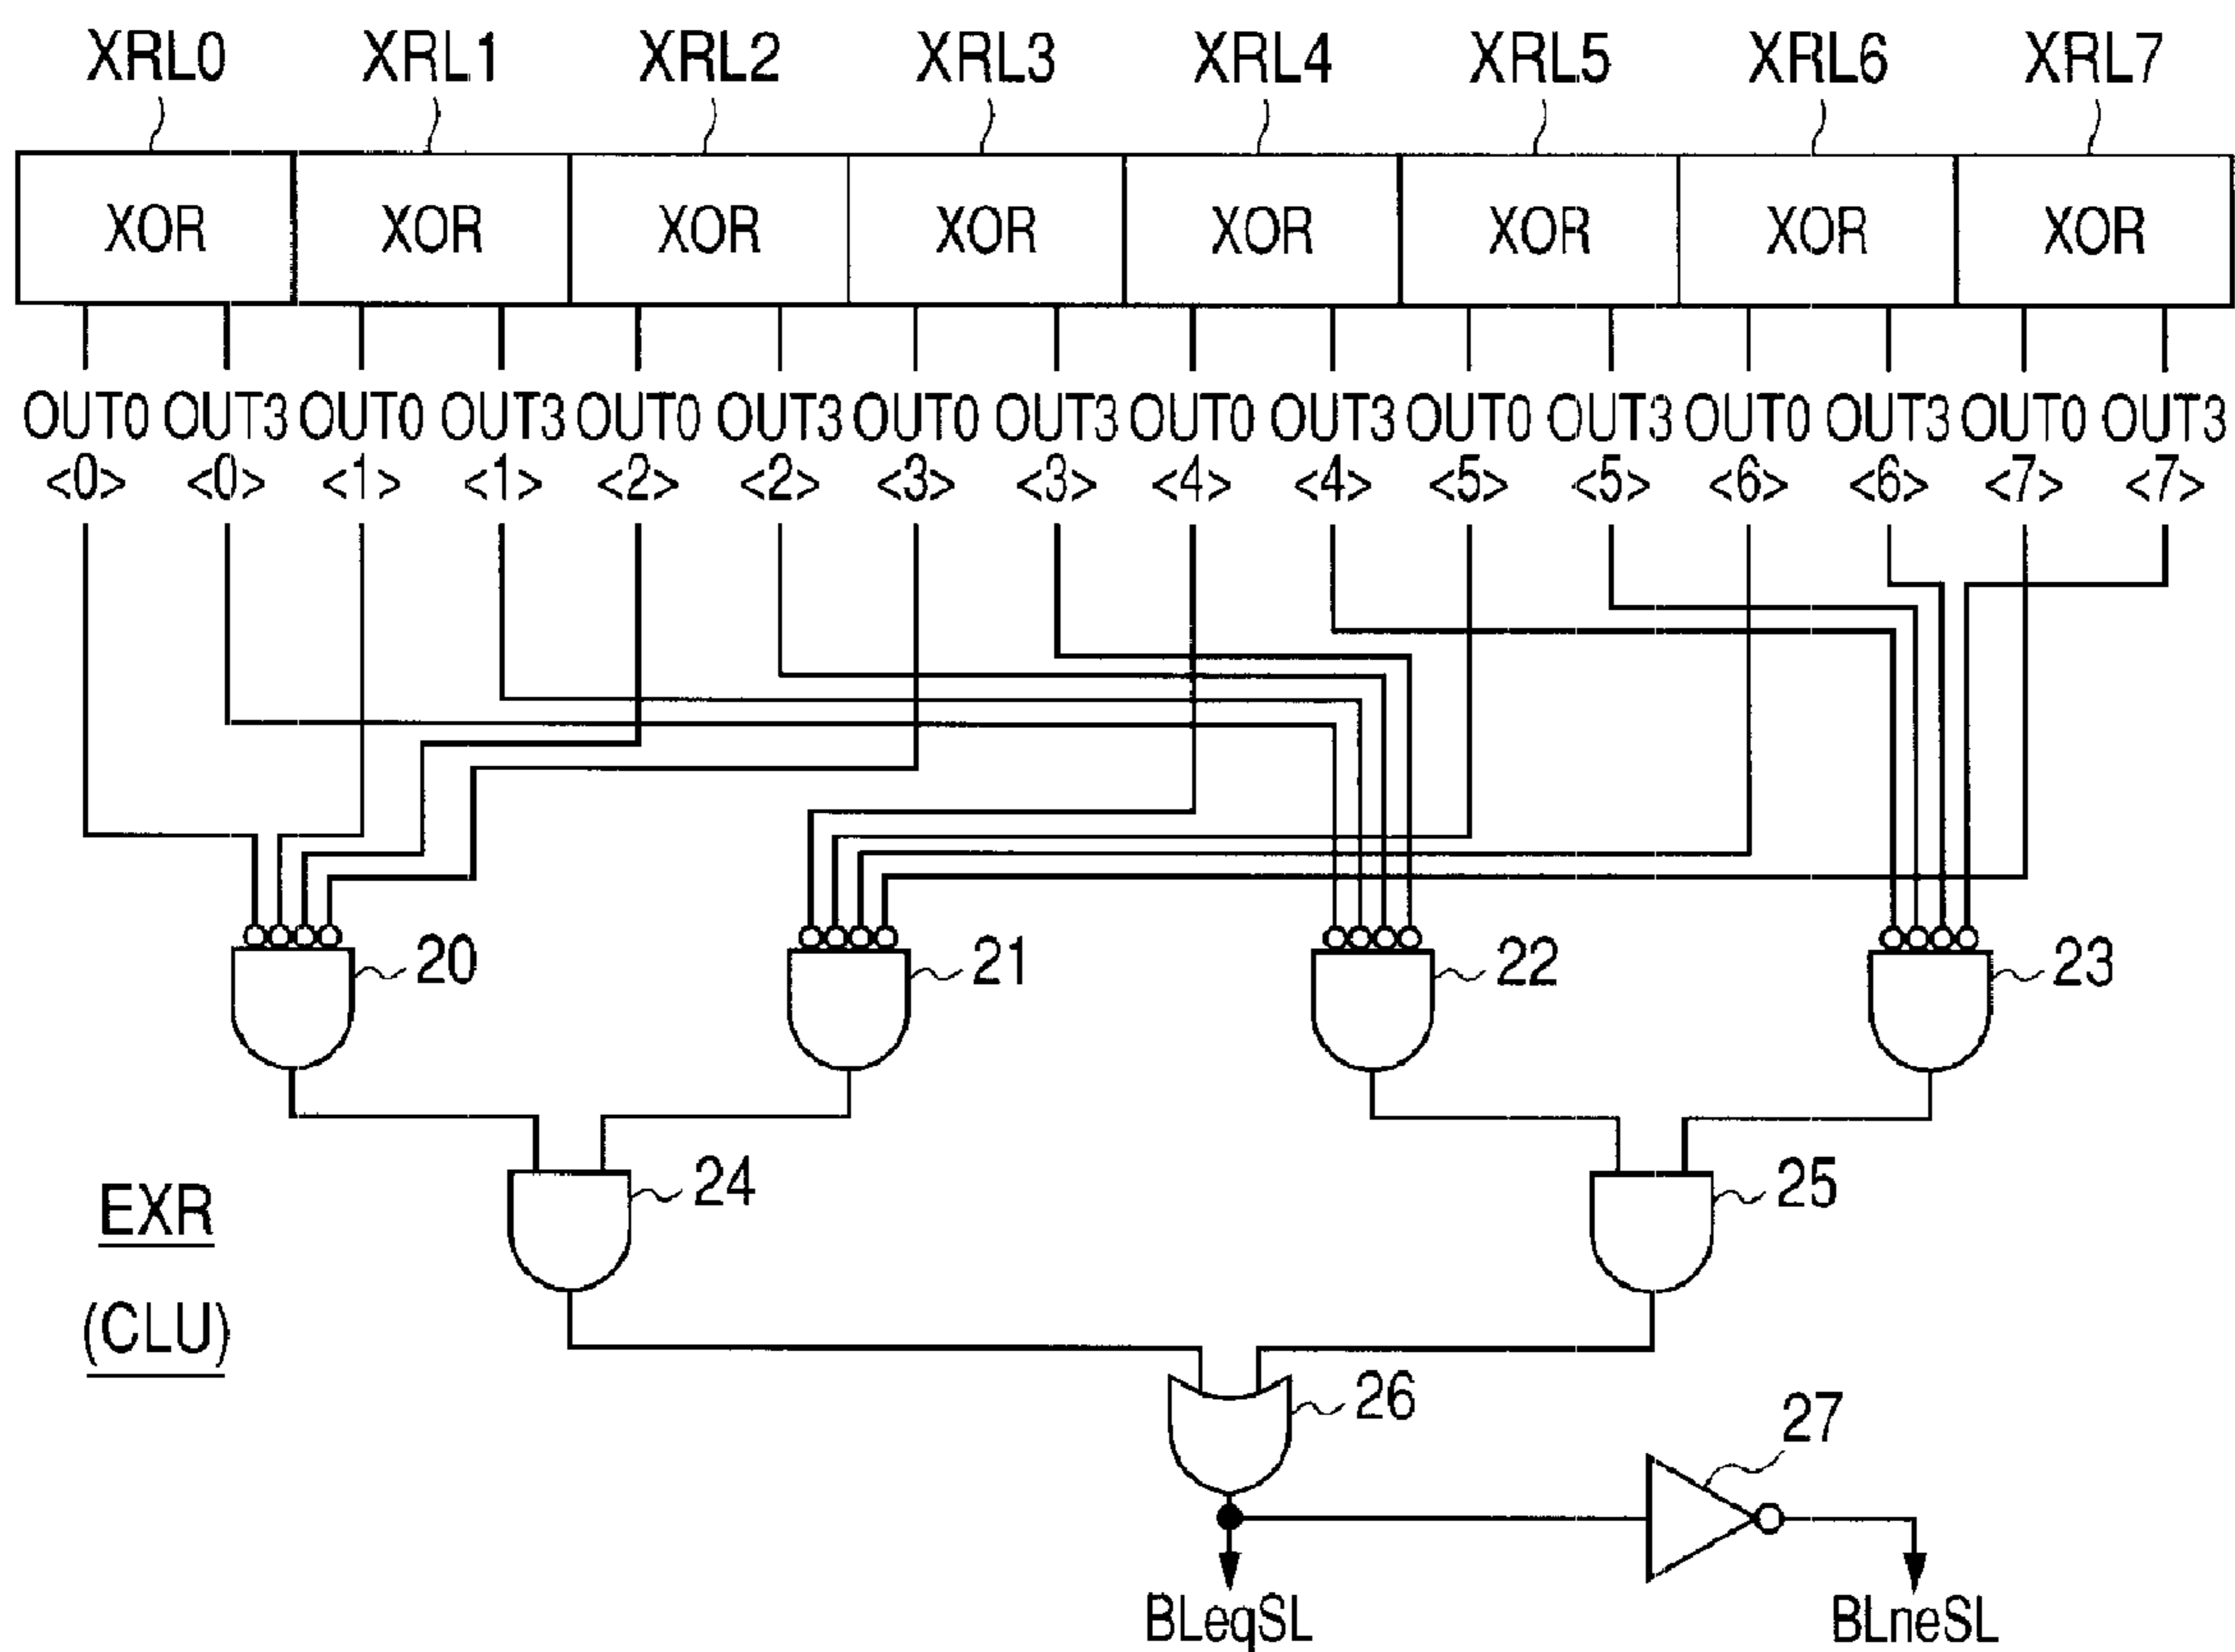 XRL0 XRL1 XRL2 XRL3 XRL4 XRL5 XRL6 XRL7
XOR XOR XOR XOR XOR XOR XOR XOR
OUT0 OUT3 OUT0 OUT3 OUT0 OUT3 OUT0 OUT3 OUT0 OUT3 OUT0 OUT3 OUT0 OUT3 OUT0 OUT3
<0> <0> <1> <1> <2> <2> <3> <3> <4> <4> <5> <5> <6> <6> <7> <7>
20 21 22 23
24 25
EXR
(CLU)
26
27
BLeqSL BLneSL